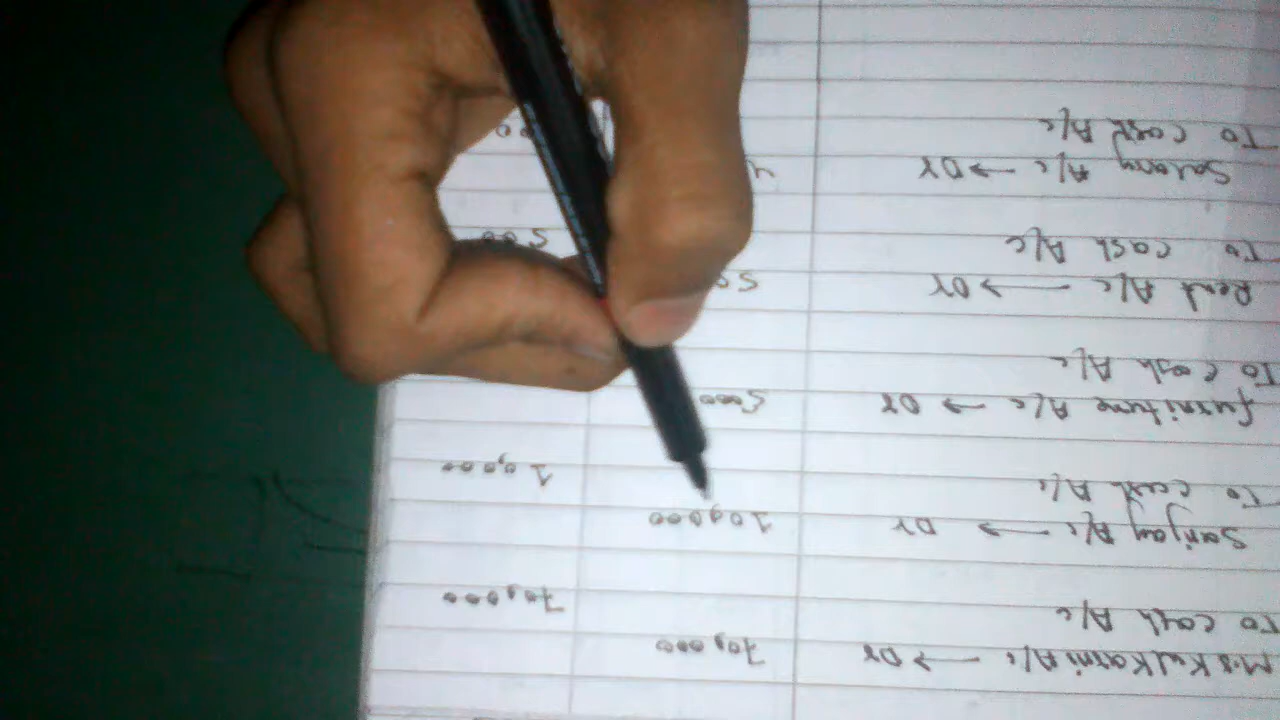 M.s Kulkarni A/c → Dr 70,000
To cash A/c 70,000
Sanjay A/c → Dr 10,000
To cash A/c 10,000
furniture A/c → Dr 5000
To cash A/c
Rent A/c → Dr
To cash A/c 500
Salary A/c → Dr
To cash A/c